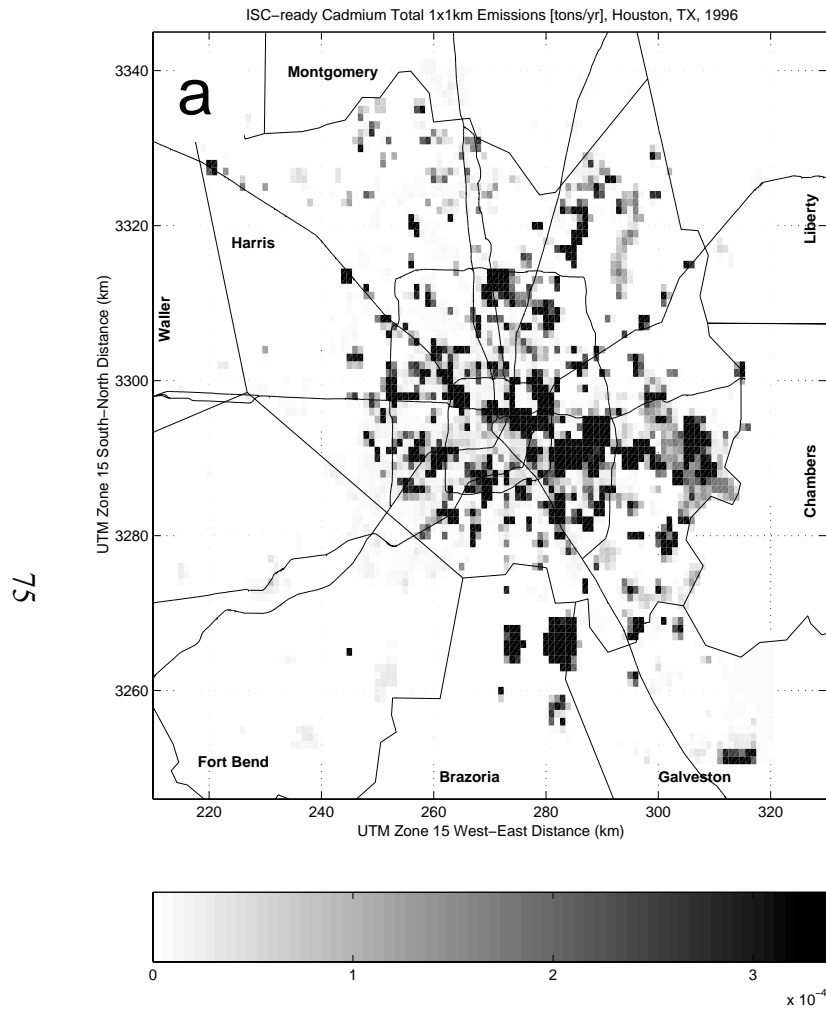 ISC-ready Cadmium Total 1x1km Emissions [tons/yr], Houston, TX, 1996
a
Montgomery
Harris
Liberty
Waller
Chambers
Fort Bend
Brazoria
Galveston
3340
3320
3300
3280
3260
UTM Zone 15 South-North Distance (km)
220
240
260
280
300
320
UTM Zone 15 West-East Distance (km)
75
0
1
2
3
x 10⁻⁴